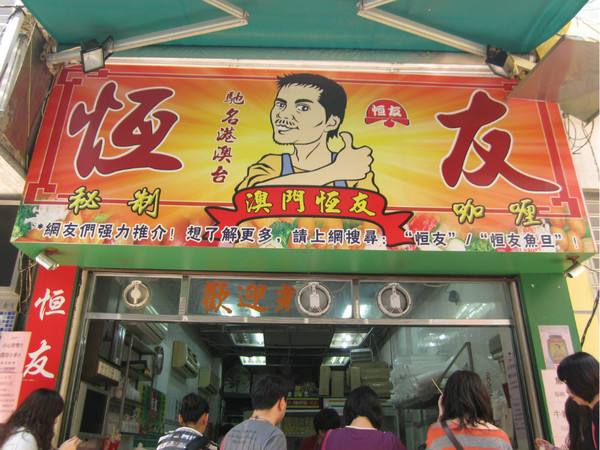 恒 友
馳名港澳台
恒友
澳門恒友
秘制 咖喱
*網友們强力推介！想了解更多，請上網搜尋："恒友" / "恒友魚旦"！
歡迎
恒友